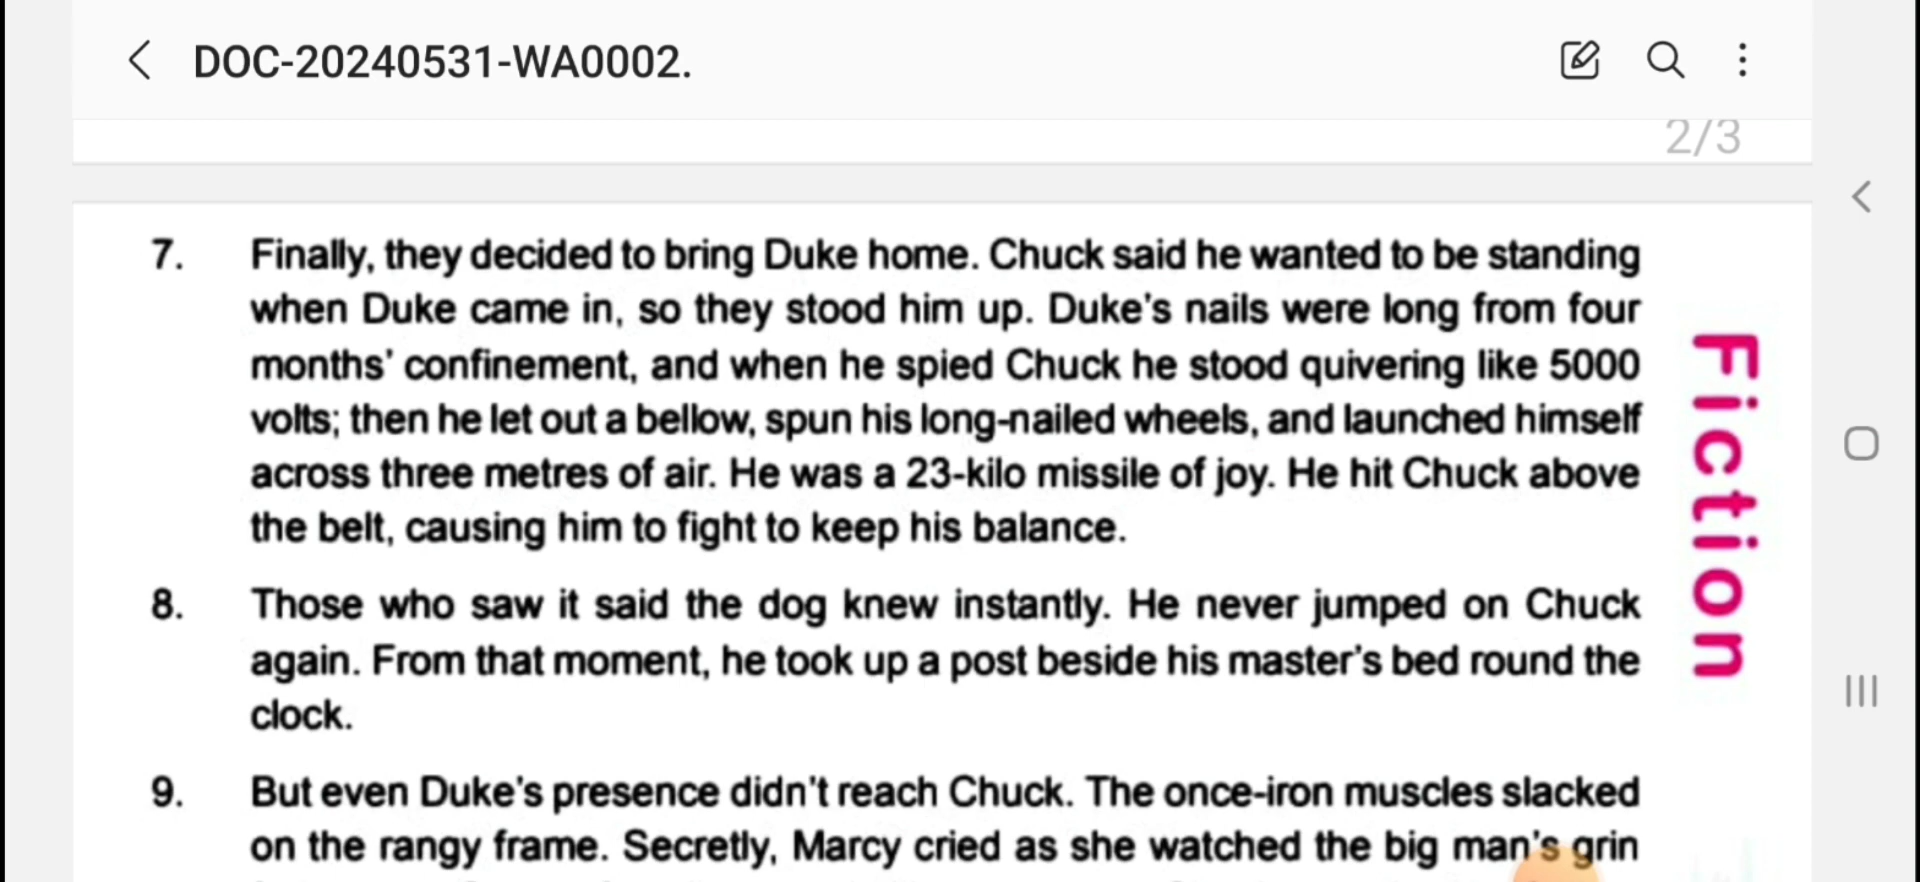 DOC-20240531-WA0002.
2/3
7. Finally, they decided to bring Duke home. Chuck said he wanted to be standing
when Duke came in, so they stood him up. Duke's nails were long from four
months' confinement, and when he spied Chuck he stood quivering like 5000
volts; then he let out a bellow, spun his long-nailed wheels, and launched himself
across three metres of air. He was a 23-kilo missile of joy. He hit Chuck above
the belt, causing him to fight to keep his balance.
8. Those who saw it said the dog knew instantly. He never jumped on Chuck
again. From that moment, he took up a post beside his master's bed round the
clock.
9. But even Duke's presence didn't reach Chuck. The once-iron muscles slacked
on the rangy frame. Secretly, Marcy cried as she watched the big man's grin
Fiction